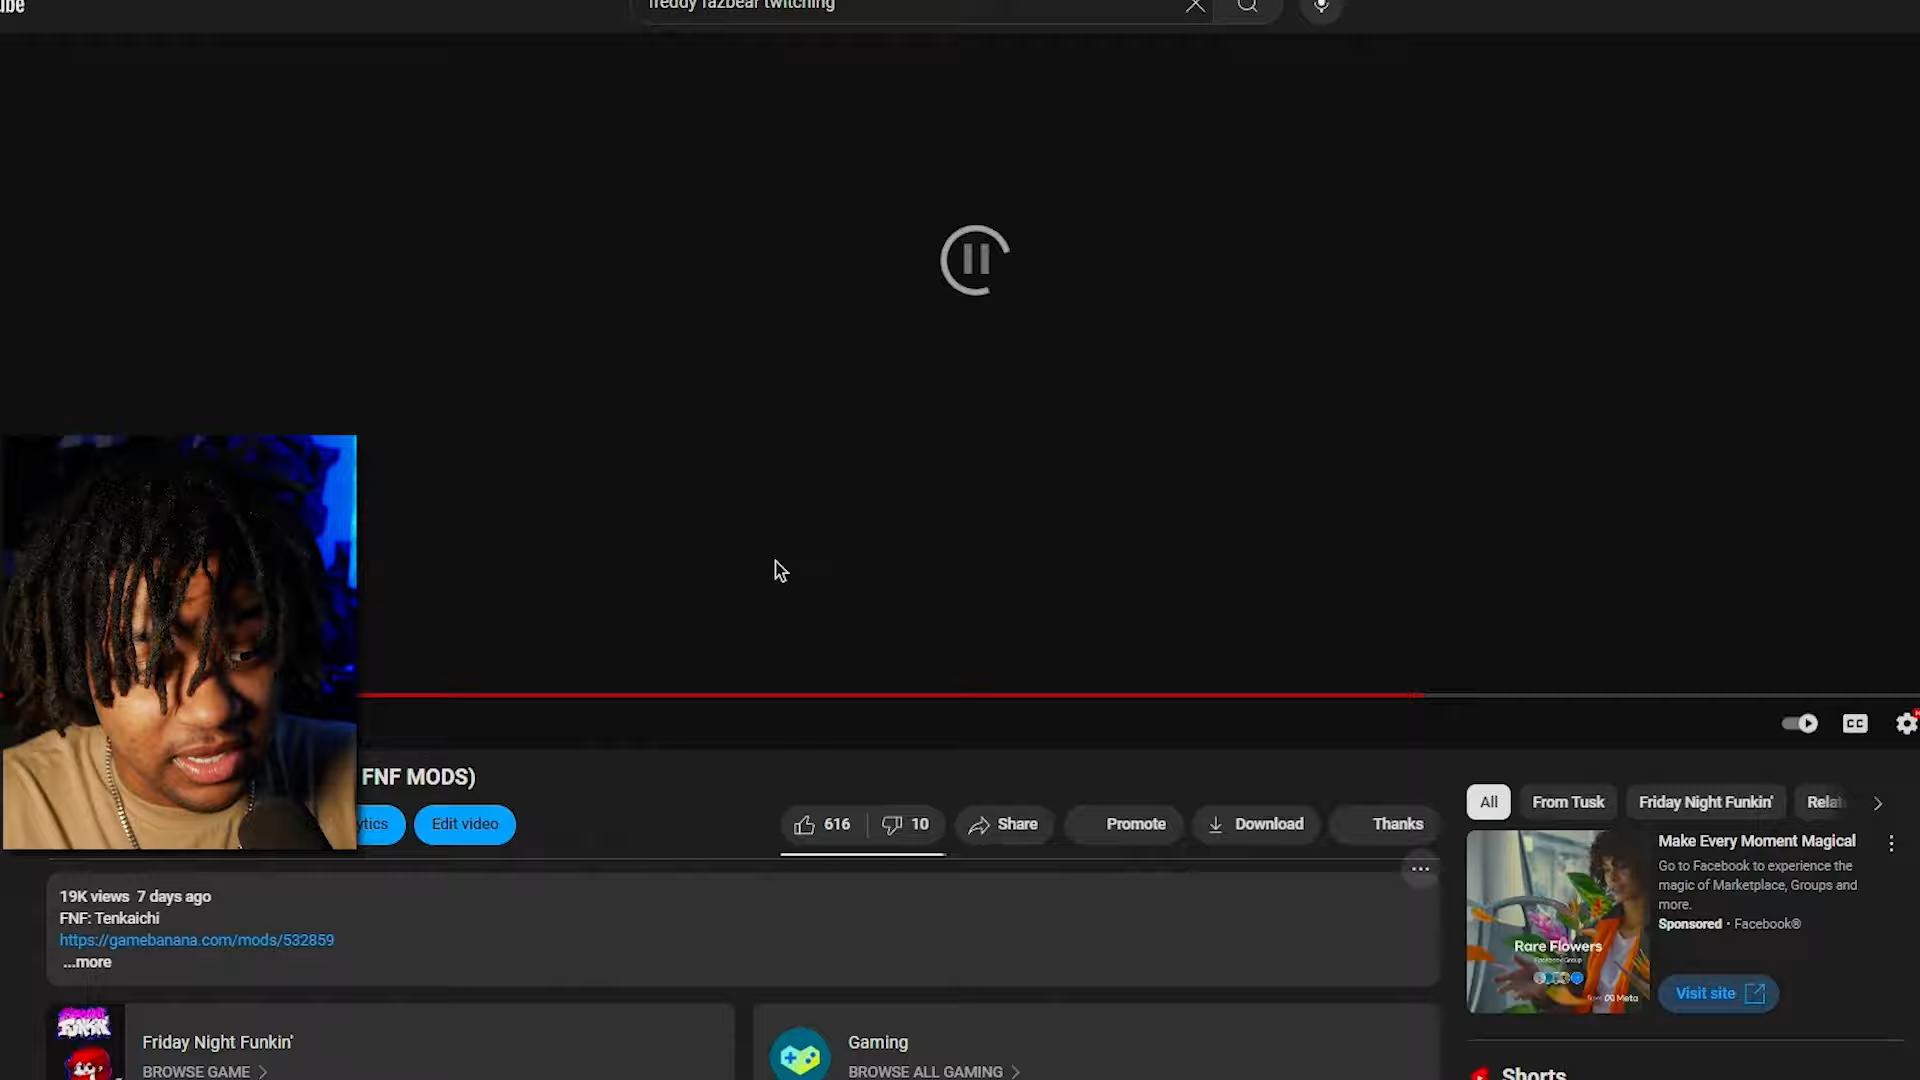 freddy fazbear twitching
FNF MODS)
Edit video
616
10
Share
Promote
Download
Thanks
19K views 7 days ago
FNF: Tenkaichi
https://gamebanana.com/mods/532859
...more
Friday Night Funkin'
BROWSE GAME
Gaming
BROWSE ALL GAMING
All
From Tusk
Friday Night Funkin'
Make Every Moment Magical
Go to Facebook to experience the
magic of Marketplace, Groups and
more.
Sponsored · Facebook®
Visit site
Rare Flowers
Meta
CC
Shorts